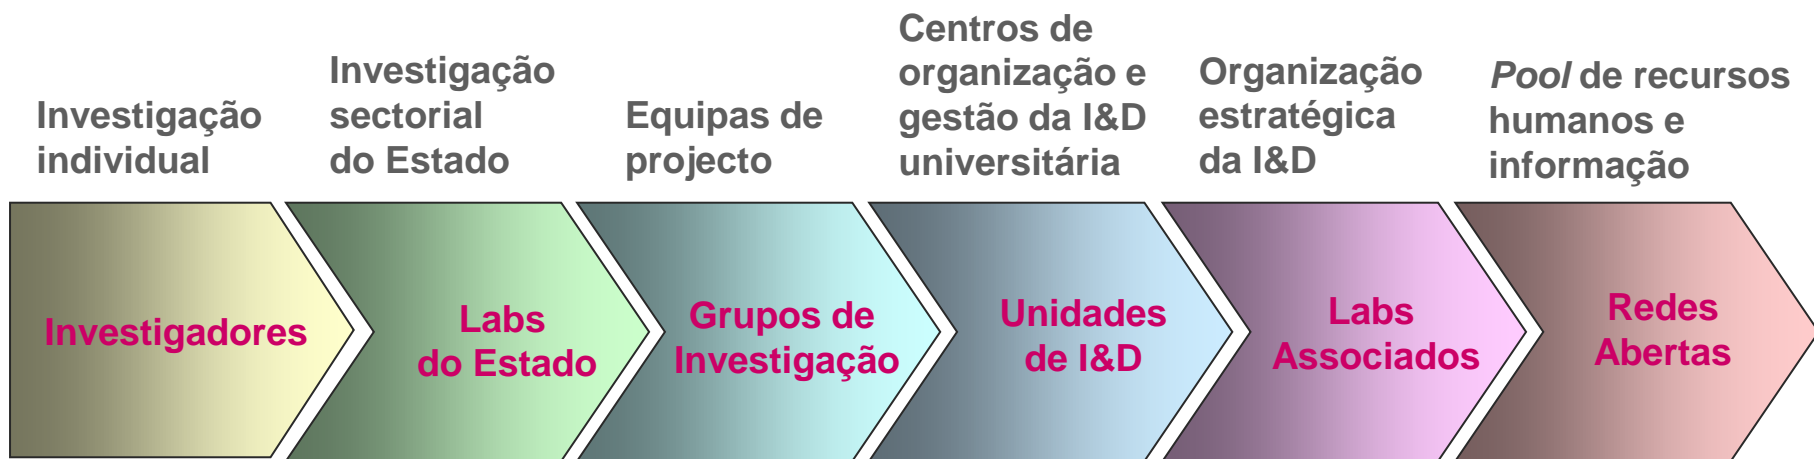 Investigação
individual
Investigação
sectorial
do Estado
Equipas de
projecto
Centros de
organização e
gestão da I&D
universitária
Organização
estratégica
da I&D
Pool de recursos
humanos e
informação
Investigadores
Labs
do Estado
Grupos de
Investigação
Unidades
de I&D
Labs
Associados
Redes
Abertas